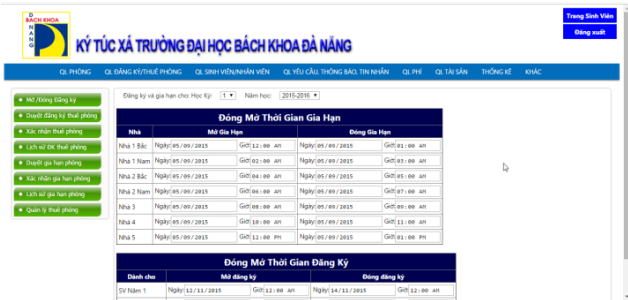 BÁCH KHOA
ĐÀ NẴNG
KÝ TÚC XÁ TRƯỜNG ĐẠI HỌC BÁCH KHOA ĐÀ NẴNG
Trang Sinh Viên
Đăng xuất
QL PHÒNG QL ĐĂNG KÝ/THUÊ PHÒNG QL SINH VIÊN/NHÂN VIÊN QL YÊU CẦU, THÔNG BÁO, TIN NHẮN QL PHÍ QL TÀI SẢN THỐNG KÊ KHÁC
Mở /Đóng Đăng ký
Duyệt đăng ký thuê phòng
Xác nhận thuê phòng
Lịch sử ĐK thuê phòng
Duyệt gia hạn phòng
Xác nhận gia hạn phòng
Lịch sử gia hạn phòng
Quản lý thuê phòng
Đăng ký và gia hạn cho: Học Kỳ: 1 Năm học: 2015-2016
Đóng Mở Thời Gian Gia Hạn
Nhà Mở Gia Hạn Đóng Gia Hạn
Nhà 1 Bắc Ngày: 05/09/2015 Giờ: 12:00 AM Ngày: 05/09/2015 Giờ: 01:00 AM
Nhà 1 Nam Ngày: 05/09/2015 Giờ: 02:00 AM Ngày: 05/09/2015 Giờ: 03:00 AM
Nhà 2 Bắc Ngày: 05/09/2015 Giờ: 04:00 AM Ngày: 05/09/2015 Giờ: 05:00 AM
Nhà 2 Nam Ngày: 05/09/2015 Giờ: 06:00 AM Ngày: 05/09/2015 Giờ: 07:00 AM
Nhà 3 Ngày: 05/09/2015 Giờ: 08:00 AM Ngày: 05/09/2015 Giờ: 09:00 AM
Nhà 4 Ngày: 05/09/2015 Giờ: 10:00 AM Ngày: 05/09/2015 Giờ: 11:00 AM
Nhà 5 Ngày: 05/09/2015 Giờ: 12:00 PM Ngày: 05/09/2015 Giờ: 01:00 PM
Đóng Mở Thời Gian Đăng Ký
Dành cho Mở đăng ký Đóng đăng ký
SV Năm 1 Ngày: 12/11/2015 Giờ: 12:00 AM Ngày: 14/11/2015 Giờ: 12:00 AM